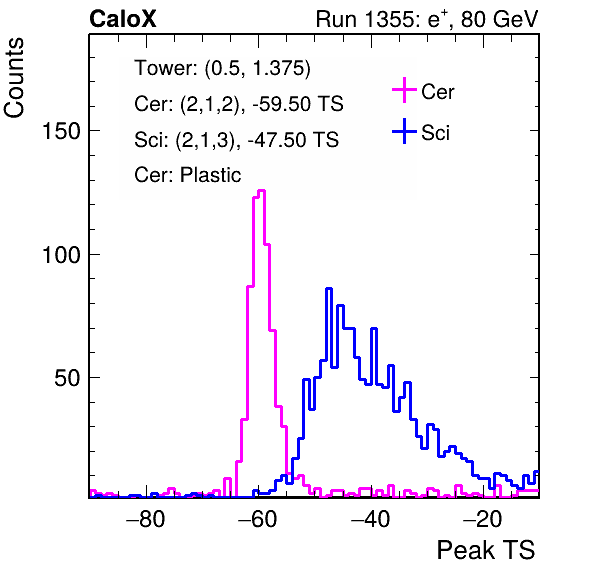 CaloX Run 1355: e⁺, 80 GeV
Counts
Tower: (0.5, 1.375)
Cer: (2,1,2), -59.50 TS
Sci: (2,1,3), -47.50 TS
Cer: Plastic
Cer
Sci
150
100
50
−80 −60 −40 −20
Peak TS